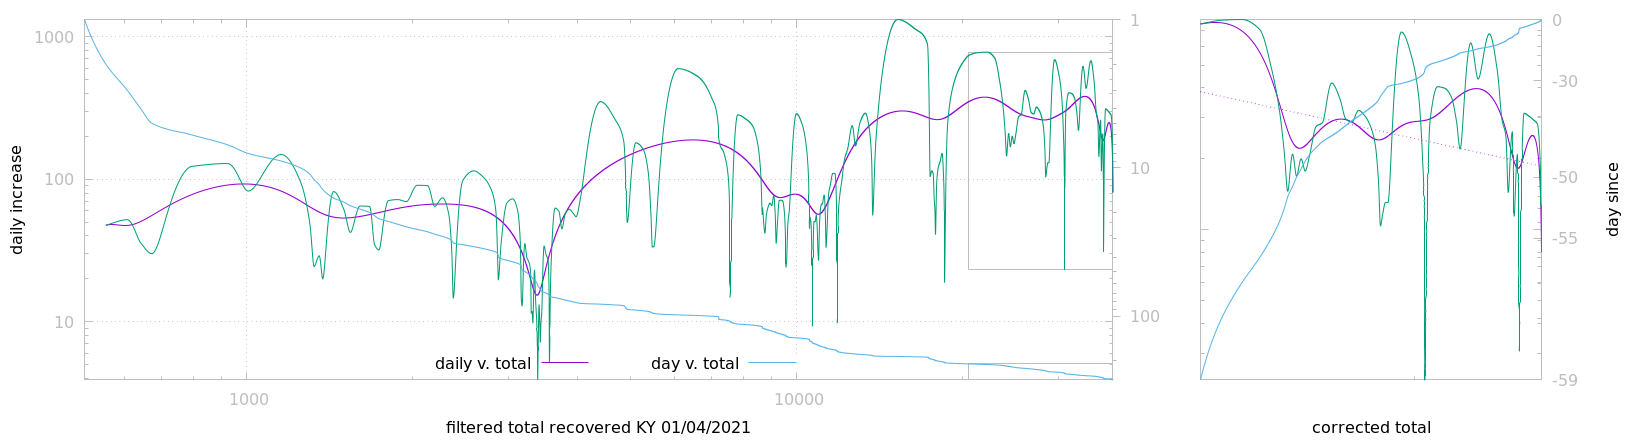 1000
100
10
daily increase
1
10
100
daily v. total
day v. total
1000
10000
filtered total recovered KY 01/04/2021
0
-30
-50
-55
-59
day since
corrected total